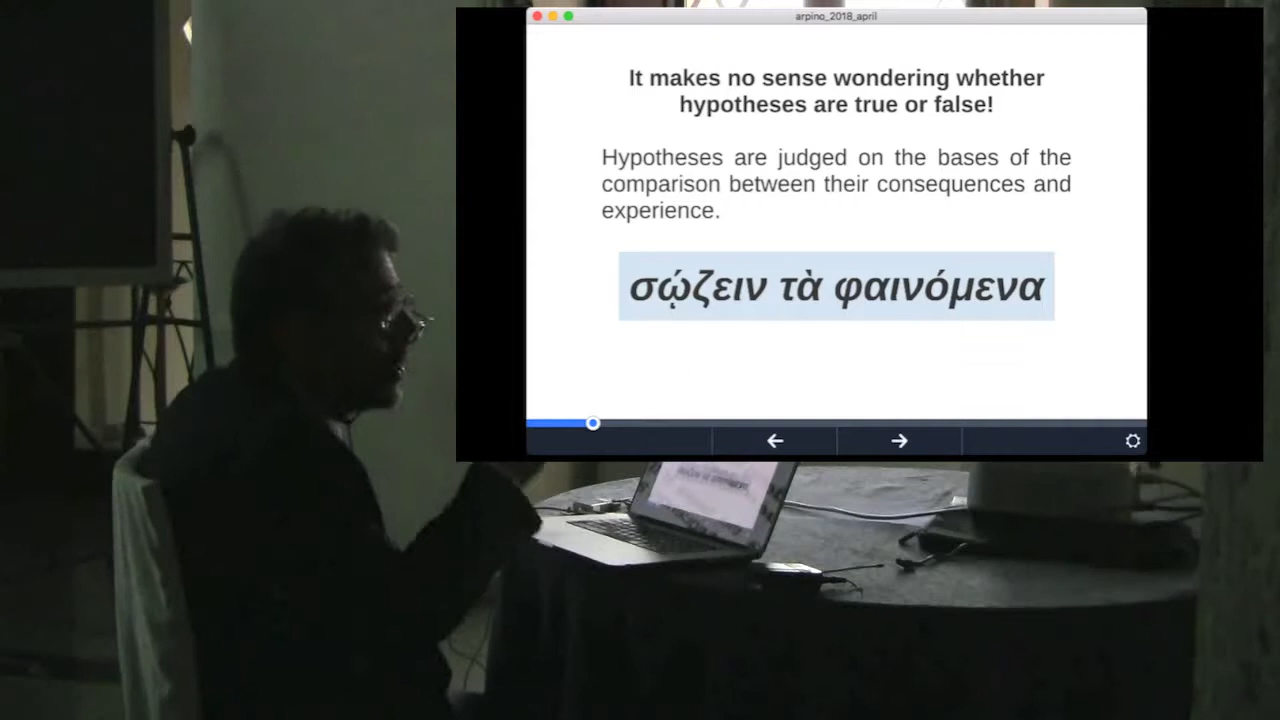 arpino_2018_april
It makes no sense wondering whether
hypotheses are true or false!
Hypotheses are judged on the bases of the
comparison between their consequences and
experience.
σῴζειν τὰ φαινόμενα